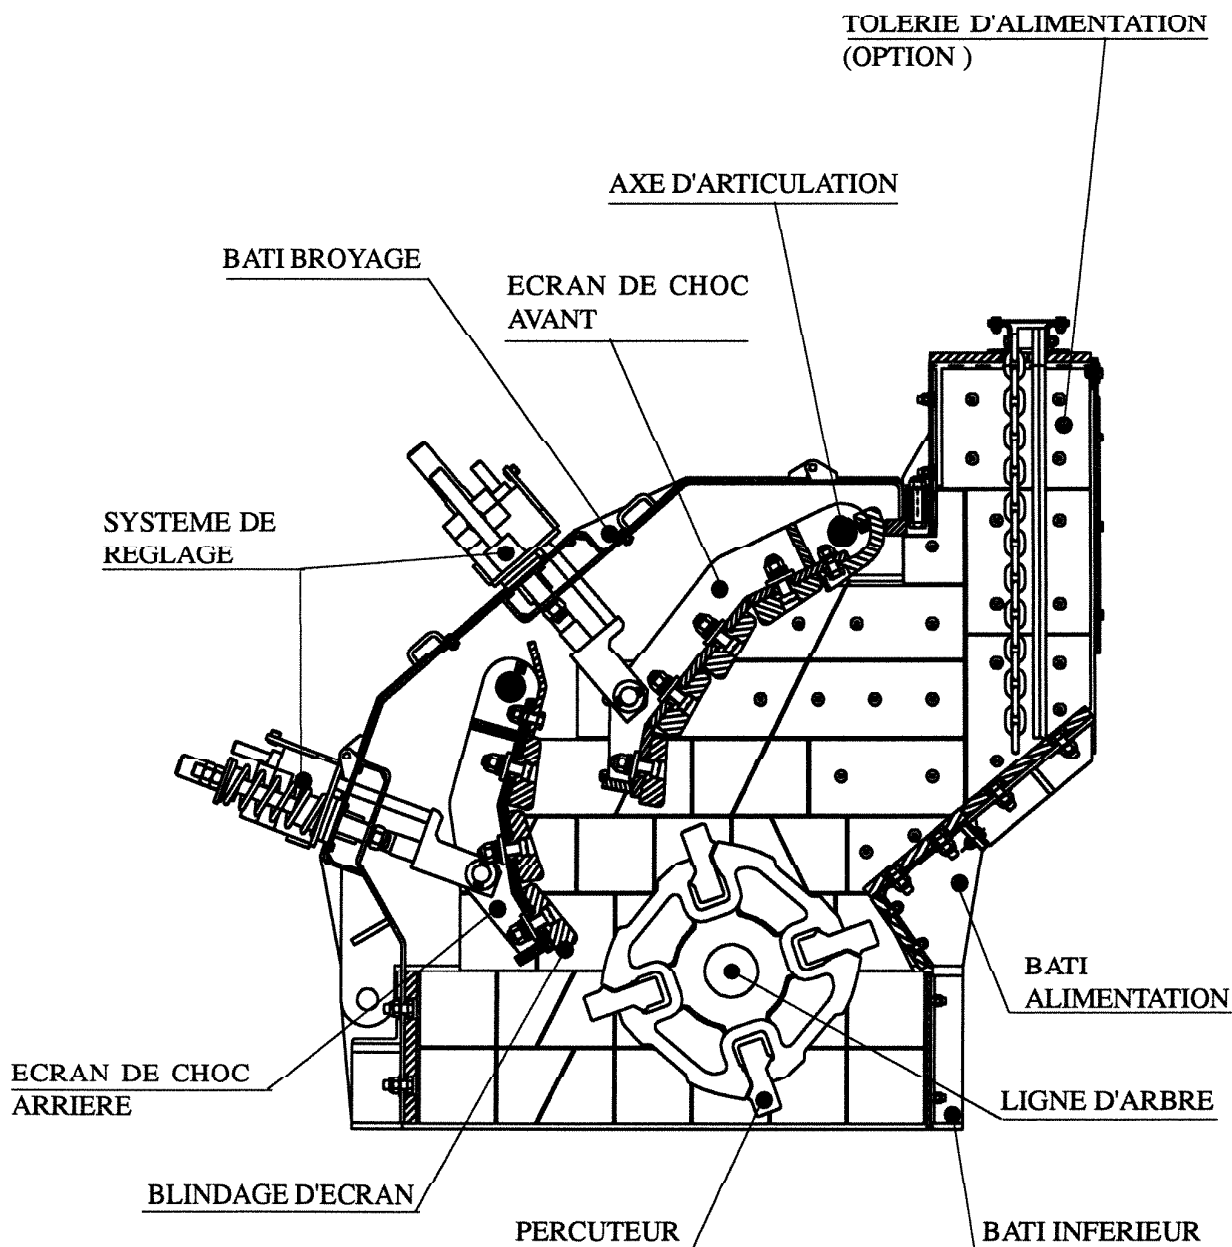 TOLERIE D'ALIMENTATION
(OPTION )
AXE D'ARTICULATION
BATI BROYAGE
ECRAN DE CHOC
AVANT
SYSTEME DE
REGLAGE
BATI
ALIMENTATION
ECRAN DE CHOC
ARRIERE
LIGNE D'ARBRE
BLINDAGE D'ECRAN
PERCUTEUR
BATI INFERIEUR